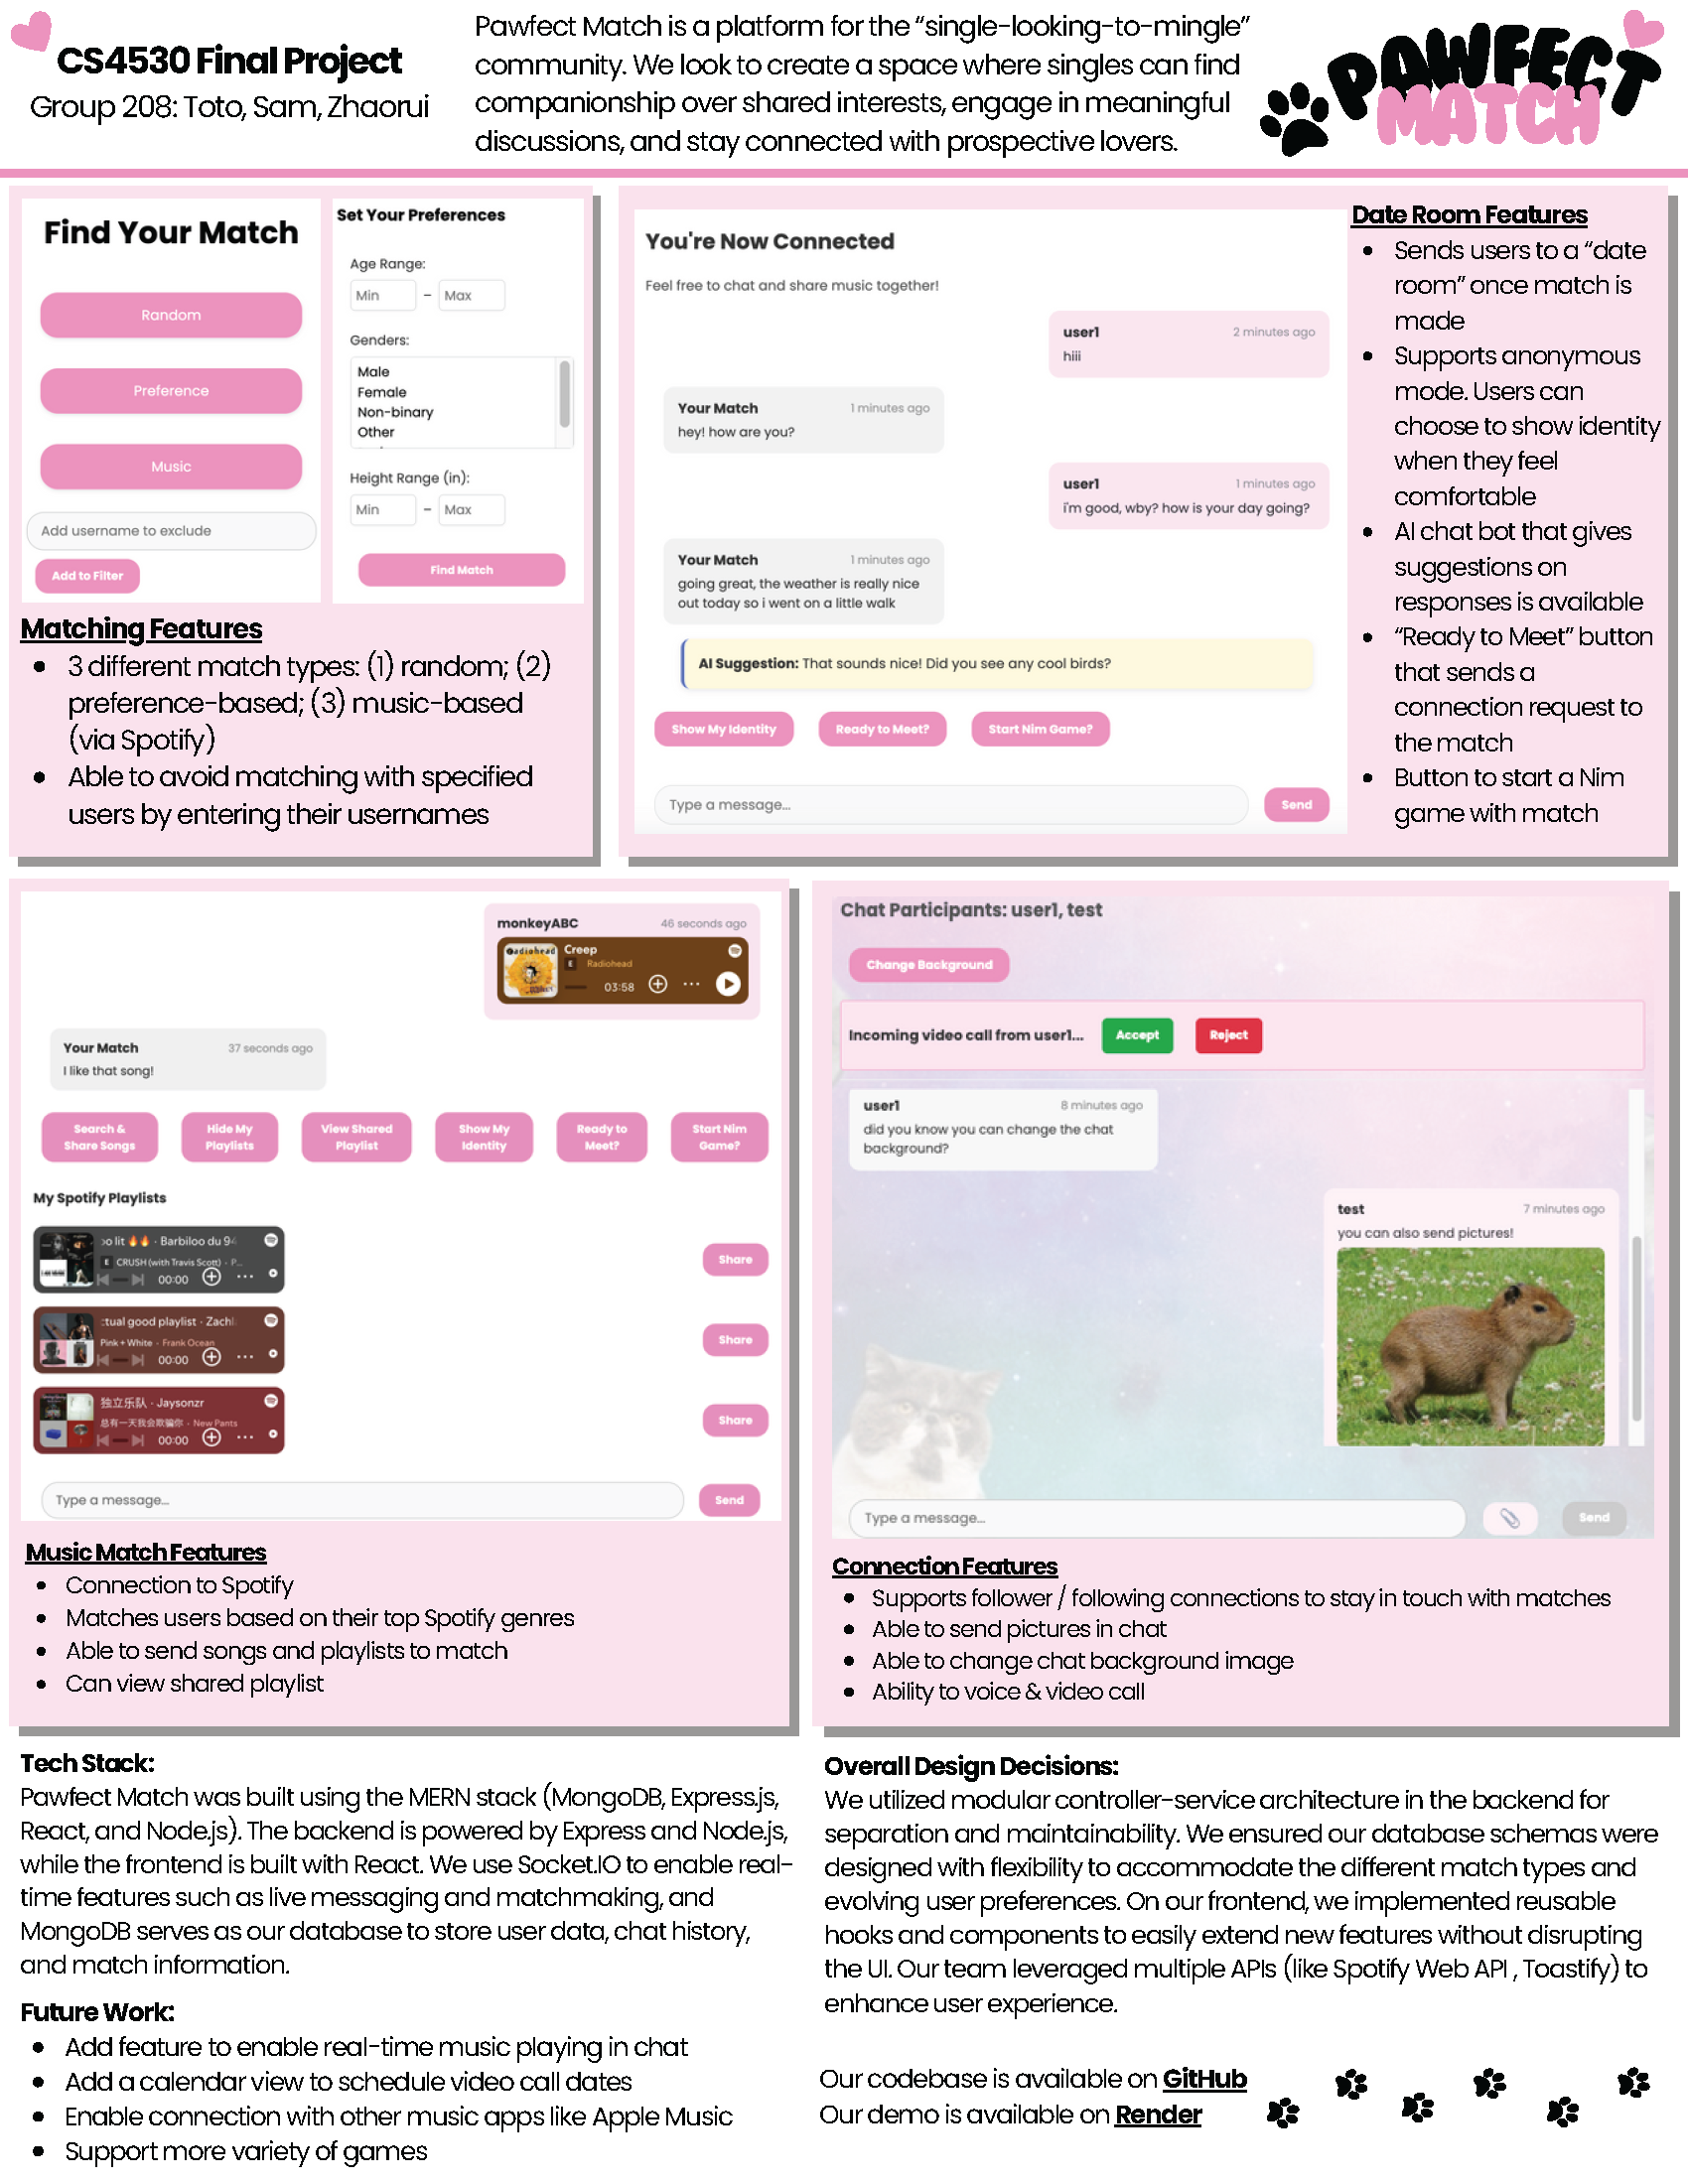 CS4530 Final Project
Group 208: Toto, Sam, Zhaorui
Pawfect Match is a platform for the “single-looking-to-mingle”
community. We look to create a space where singles can find
companionship over shared interests, engage in meaningful
discussions, and stay connected with prospective lovers.
PAWFECT
MATCH
Find Your Match
Random
Preference
Music
Add username to exclude
Add to Filter
Set Your Preferences
Age Range:
Min – Max
Genders:
Male
Female
Non-binary
Other
Height Range (in):
Min – Max
Find Match
Matching Features
• 3 different match types: (1) random; (2)
preference-based; (3) music-based
(via Spotify)
• Able to avoid matching with specified
users by entering their usernames
You're Now Connected
Feel free to chat and share music together!
user1 2 minutes ago
hiii
Your Match 1 minutes ago
hey! how are you?
user1 1 minutes ago
i'm good, wby? how is your day going?
Your Match 1 minutes ago
going great, the weather is really nice
out today so i went on a little walk
AI Suggestion: That sounds nice! Did you see any cool birds?
Show My Identity Ready to Meet? Start Nim Game?
Type a message... Send
Date Room Features
• Sends users to a “date
room” once match is
made
• Supports anonymous
mode. Users can
choose to show identity
when they feel
comfortable
• AI chat bot that gives
suggestions on
responses is available
• “Ready to Meet” button
that sends a
connection request to
the match
• Button to start a Nim
game with match
monkeyABC 46 seconds ago
Radiohead
Creep
E Radiohead
03:58
Your Match 37 seconds ago
I like that song!
Search &
Share Songs
Hide My
Playlists
View Shared
Playlist
Show My
Identity
Ready to
Meet?
Start Nim
Game?
My Spotify Playlists
oo lit 🔥🔥 · Barbiloo du 94
E CRUSH (with Travis Scott) · P...
00:00
Share
ctual good playlist · Zachl
Pink + White · Frank Ocean
00:00
Share
独立乐队 · Jaysonzr
总有一天我会欺骗你 · New Pants
00:00
Share
Type a message... Send
Music Match Features
• Connection to Spotify
• Matches users based on their top Spotify genres
• Able to send songs and playlists to match
• Can view shared playlist
Chat Participants: user1, test
Change Background
Incoming video call from user1... Accept Reject
user1 8 minutes ago
did you know you can change the chat
background?
test 7 minutes ago
you can also send pictures!
Type a message... Send
Connection Features
• Supports follower / following connections to stay in touch with matches
• Able to send pictures in chat
• Able to change chat background image
• Ability to voice & video call
Tech Stack:
Pawfect Match was built using the MERN stack (MongoDB, Express.js,
React, and Node.js). The backend is powered by Express and Node.js,
while the frontend is built with React. We use Socket.IO to enable real-
time features such as live messaging and matchmaking, and
MongoDB serves as our database to store user data, chat history,
and match information.
Future Work:
• Add feature to enable real-time music playing in chat
• Add a calendar view to schedule video call dates
• Enable connection with other music apps like Apple Music
• Support more variety of games
Overall Design Decisions:
We utilized modular controller-service architecture in the backend for
separation and maintainability. We ensured our database schemas were
designed with flexibility to accommodate the different match types and
evolving user preferences. On our frontend, we implemented reusable
hooks and components to easily extend new features without disrupting
the UI. Our team leveraged multiple APIs (like Spotify Web API , Toastify) to
enhance user experience.
Our codebase is available on GitHub
Our demo is available on Render